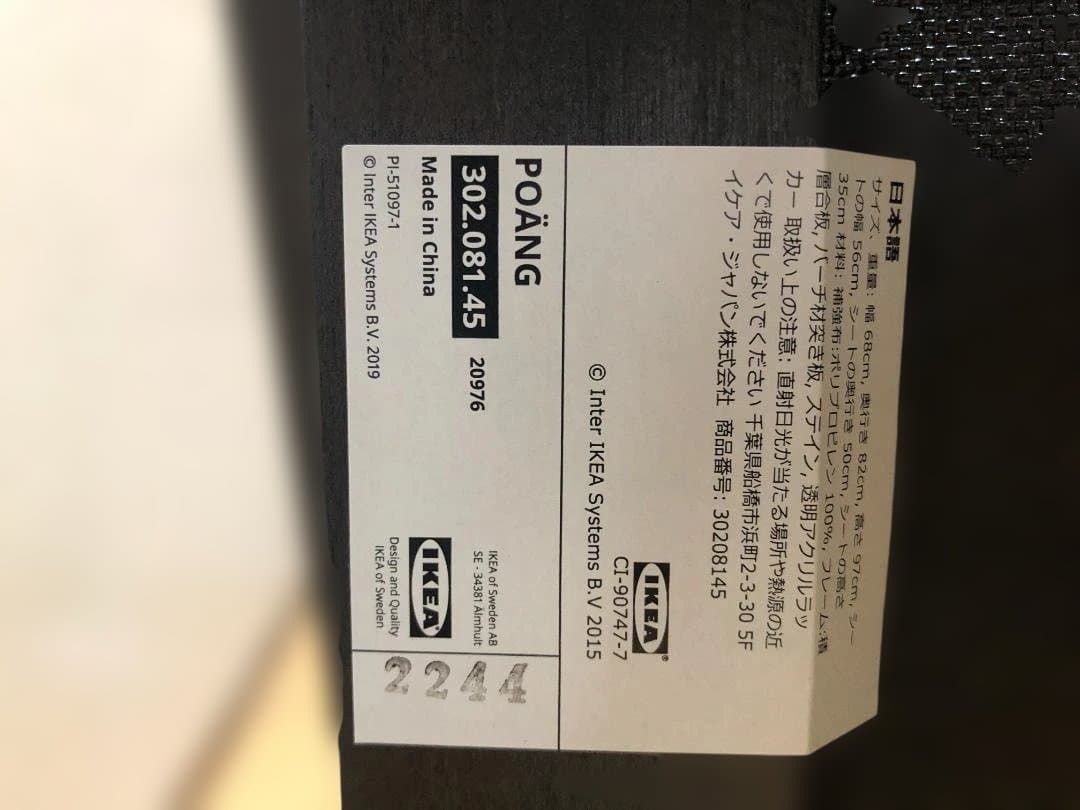 日本語
サイズ、重量: 幅 68cm, 奥行き 82cm, 高さ 97cm, シー
トの幅 56cm, シートの奥行き 50cm, シートの高さ
35cm 材料: 補強布:ポリプロピレン 100%, フレーム:積
層合板, バーチ材突き板, ステイン, 透明アクリルラッ
カー 取扱い上の注意: 直射日光が当たる場所や熱源の近
くで使用しないでください 千葉県船橋市浜町2-3-30 5F
イケア・ジャパン株式会社 商品番号: 30208145
IKEA®
CI-90747-7
© Inter IKEA Systems B.V 2015
POÄNG
302.081.45 20976
Made in China
PI-51097-1
© Inter IKEA Systems B.V. 2019
IKEA of Sweden AB
SE - 34381 Älmhult
IKEA®
Design and Quality
IKEA of Sweden
2244